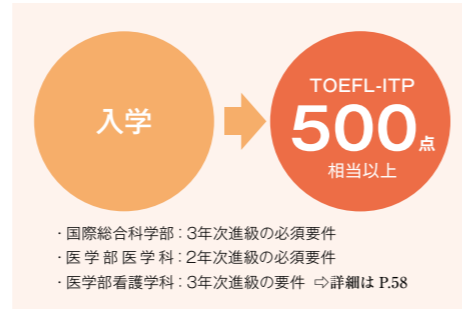 入学
TOEFL-ITP
500点
相当以上
・国際総合科学部：3年次進級の必須要件
・医学部医学科：2年次進級の必須要件
・医学部看護学科：3年次進級の要件 ⇨詳細は P.58